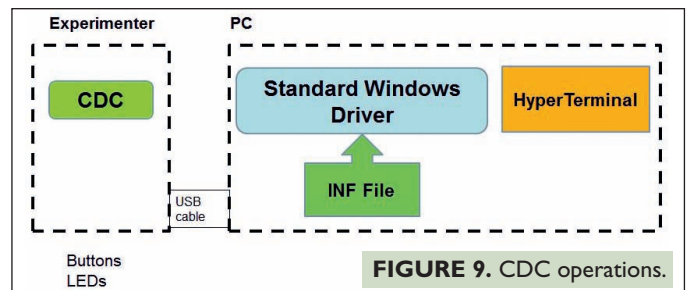 Experimenter
PC
CDC
Standard Windows
Driver
HyperTerminal
INF File
USB
cable
Buttons
LEDs
FIGURE 9. CDC operations.